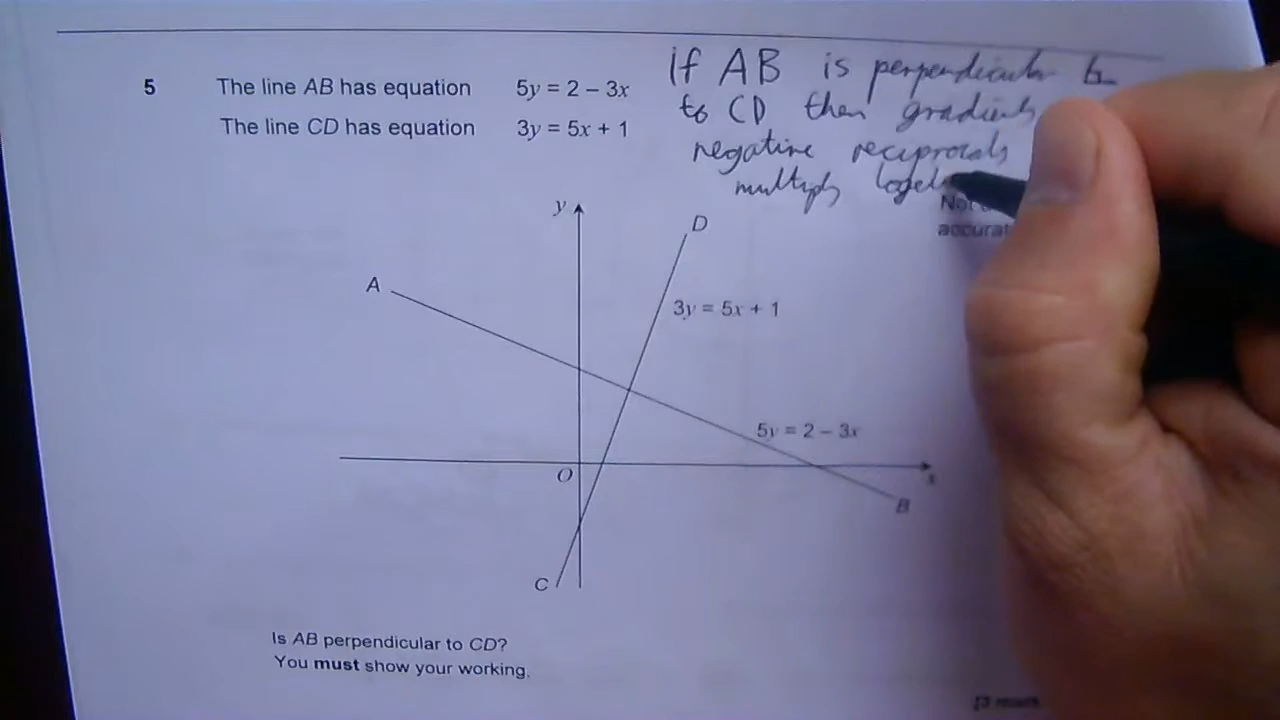 5 The line AB has equation 5y = 2 – 3x
The line CD has equation 3y = 5x + 1
If AB is perpendicular
to CD then gradients
negative reciprocals
multiply
accurat
y
D
A
3y = 5x + 1
5y = 2 – 3x
O
x
B
C
Is AB perpendicular to CD?
You must show your working.